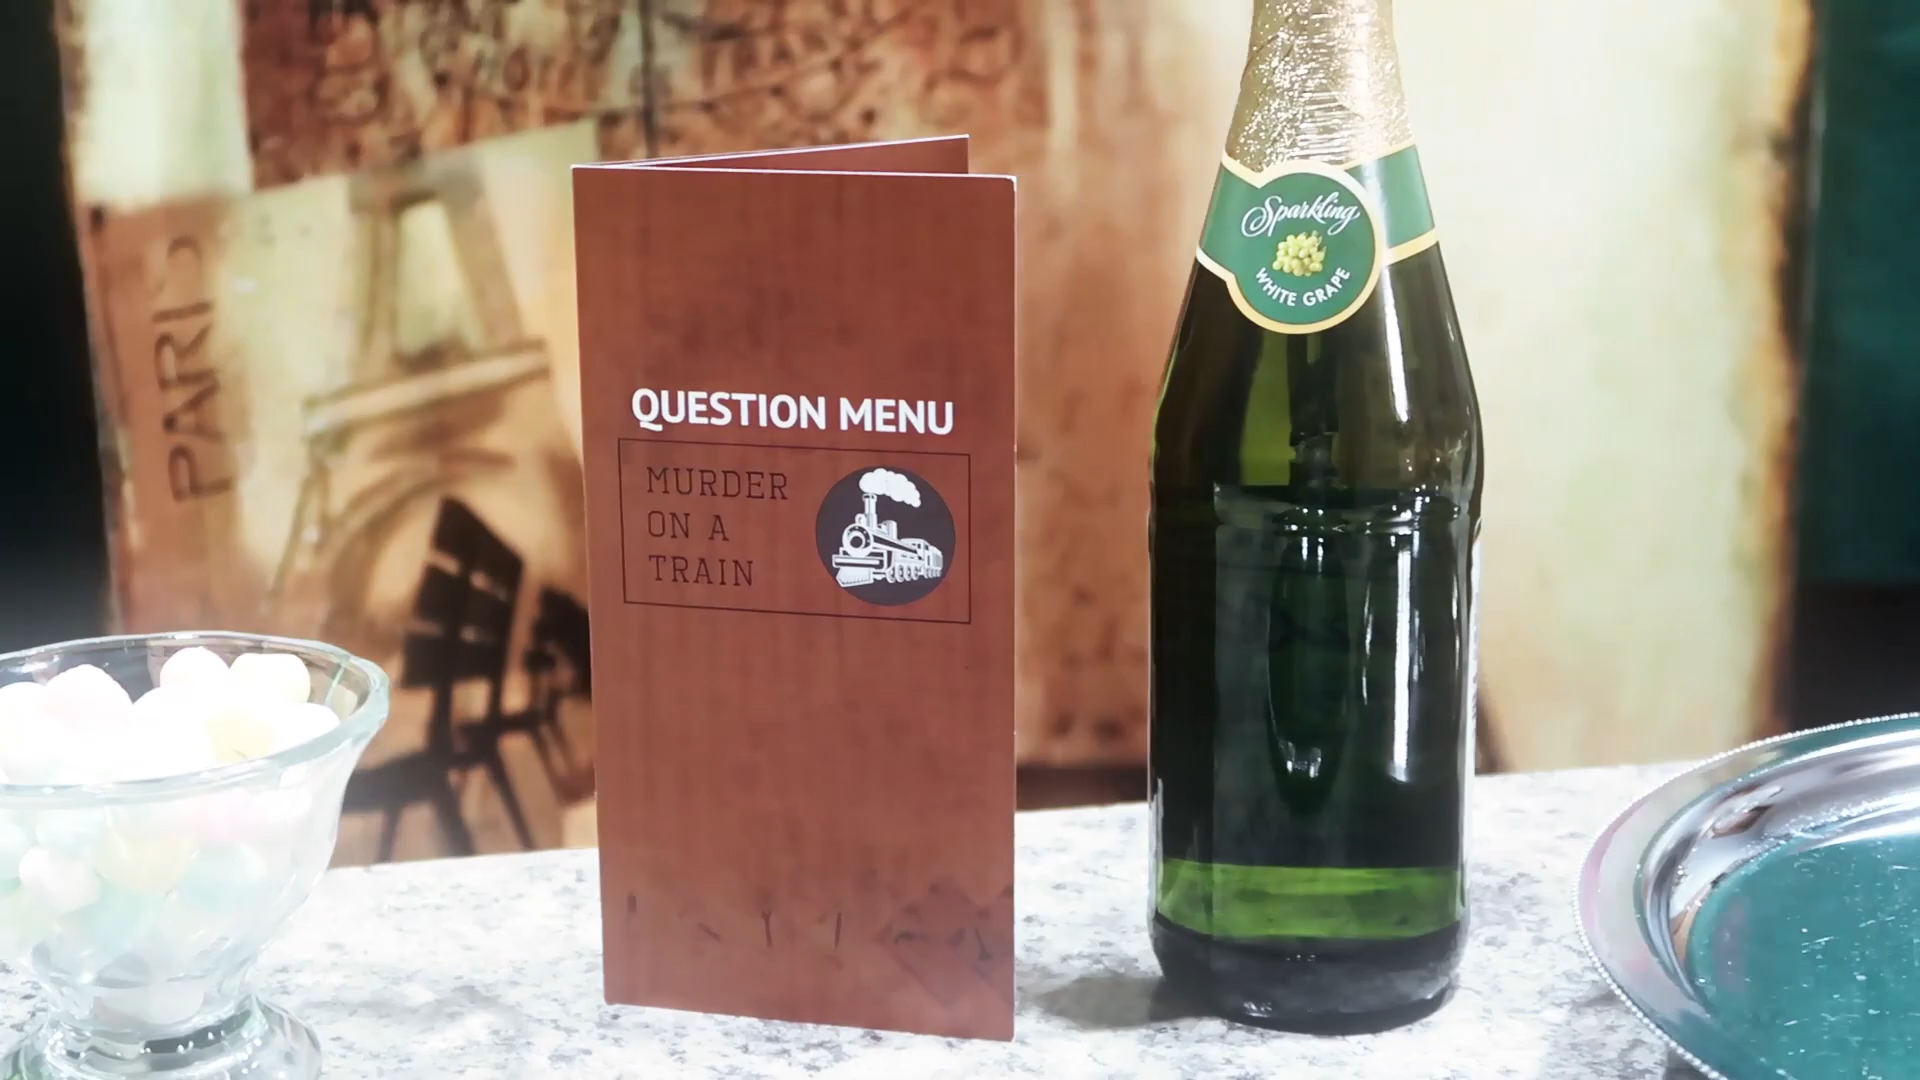 PARIS
QUESTION MENU
MURDER
ON A
TRAIN
Sparkling
WHITE GRAPE